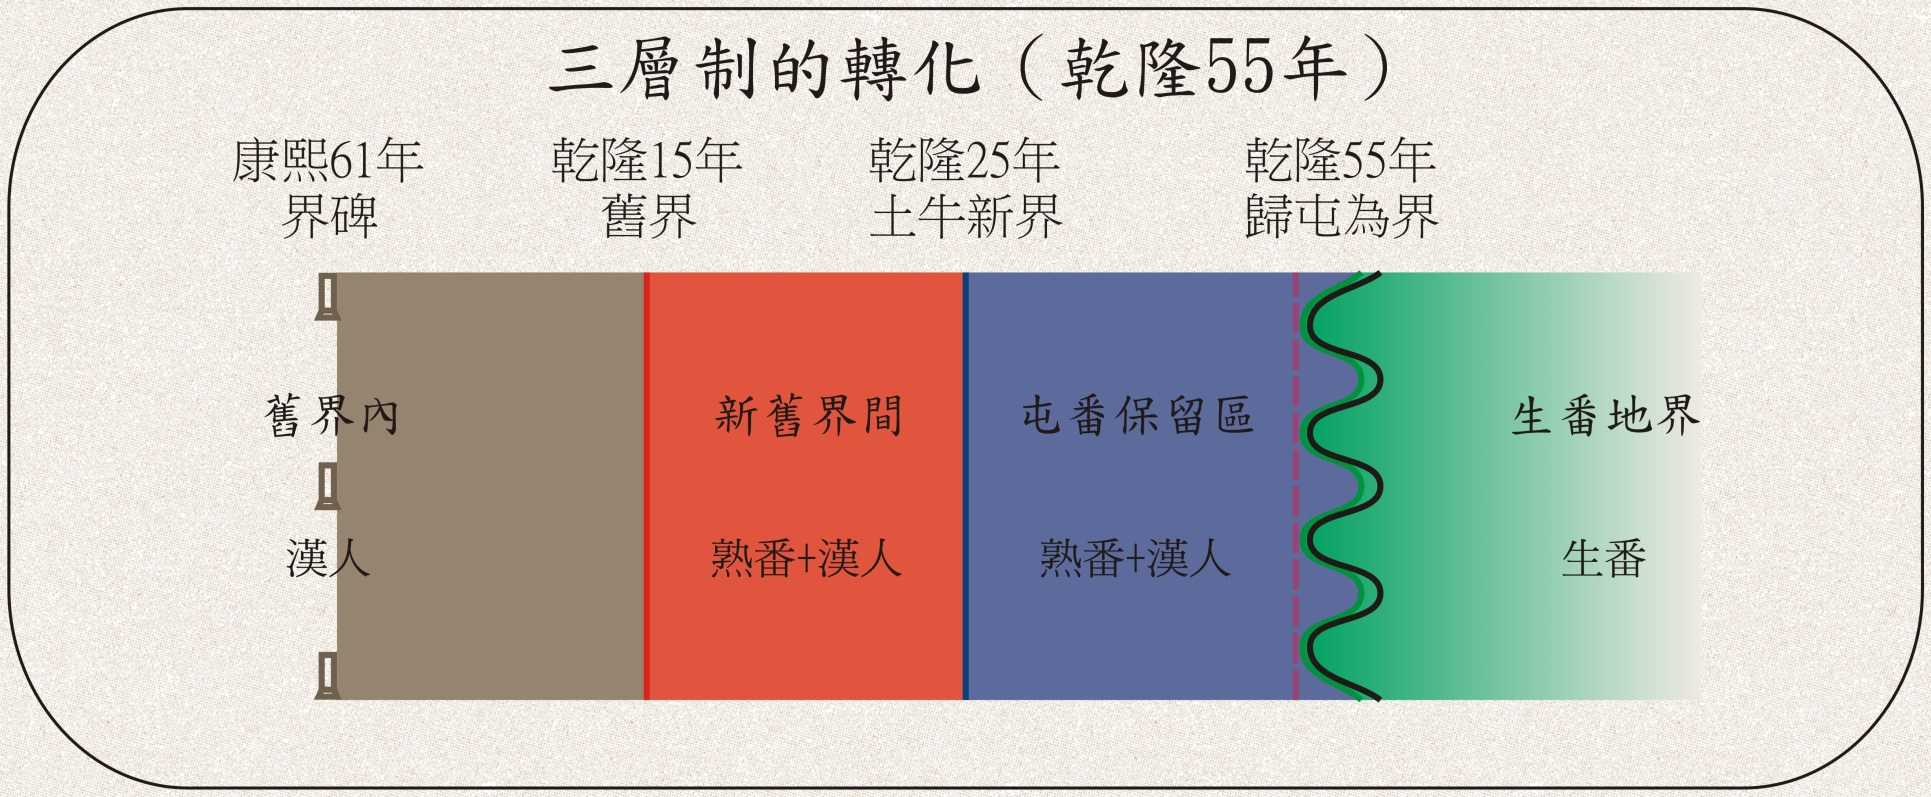 三層制的轉化（乾隆55年）
康熙61年
界碑
乾隆15年
舊界
乾隆25年
土牛新界
乾隆55年
歸屯為界
舊界內
新舊界間
屯番保留區
生番地界
漢人
熟番+漢人
熟番+漢人
生番